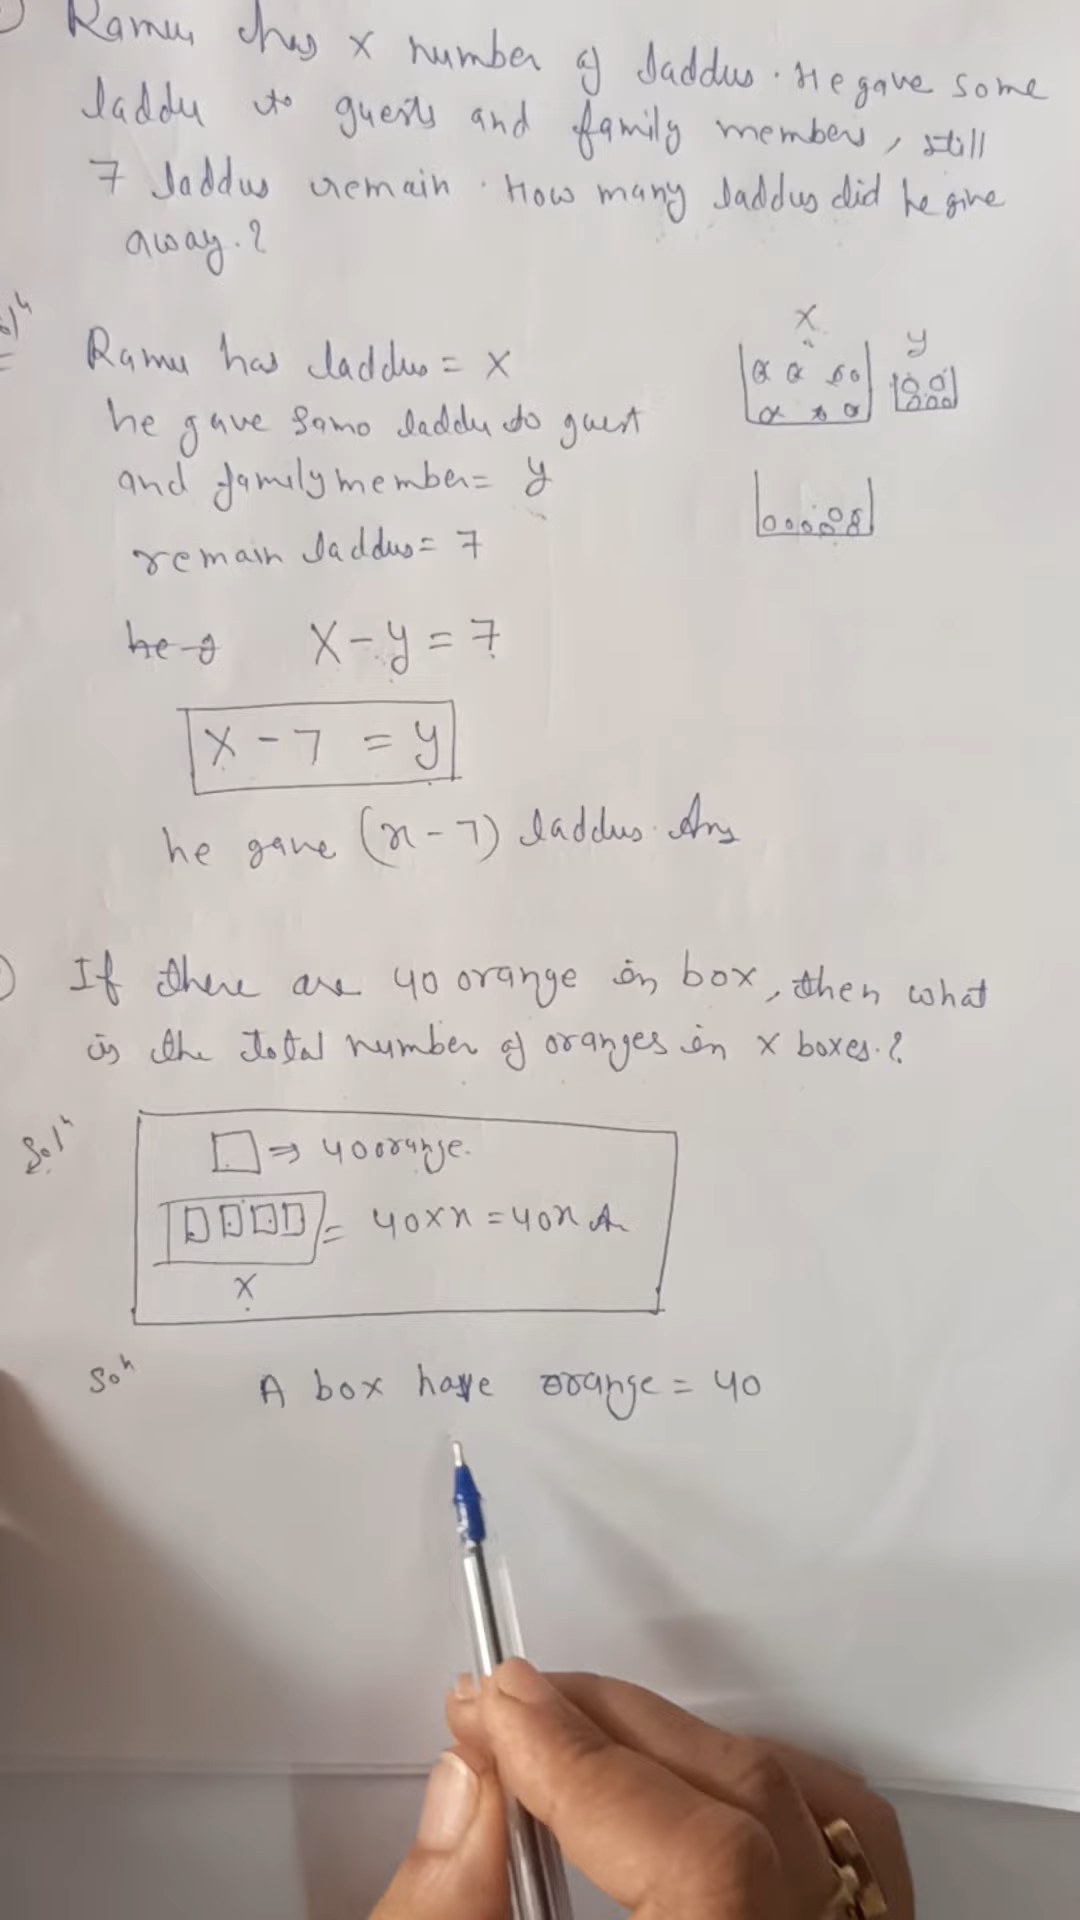 Ramu has x number of laddus. He gave some
laddu to guests and family members, still
7 laddus remain. How many laddus did he give
away.?
Ramu has laddus = x
x
y
he gave some laddu to guest
and family member = y
remain laddus = 7
he g x - y = 7
x - 7 = y
he gave (x - 7) laddus. Ans
If there are 40 orange in box, then what
is the total number of oranges in x boxes.?
Solⁿ
⇒ 40 orange.
= 40 × x = 40x A
x
Solⁿ A box have orange = 40